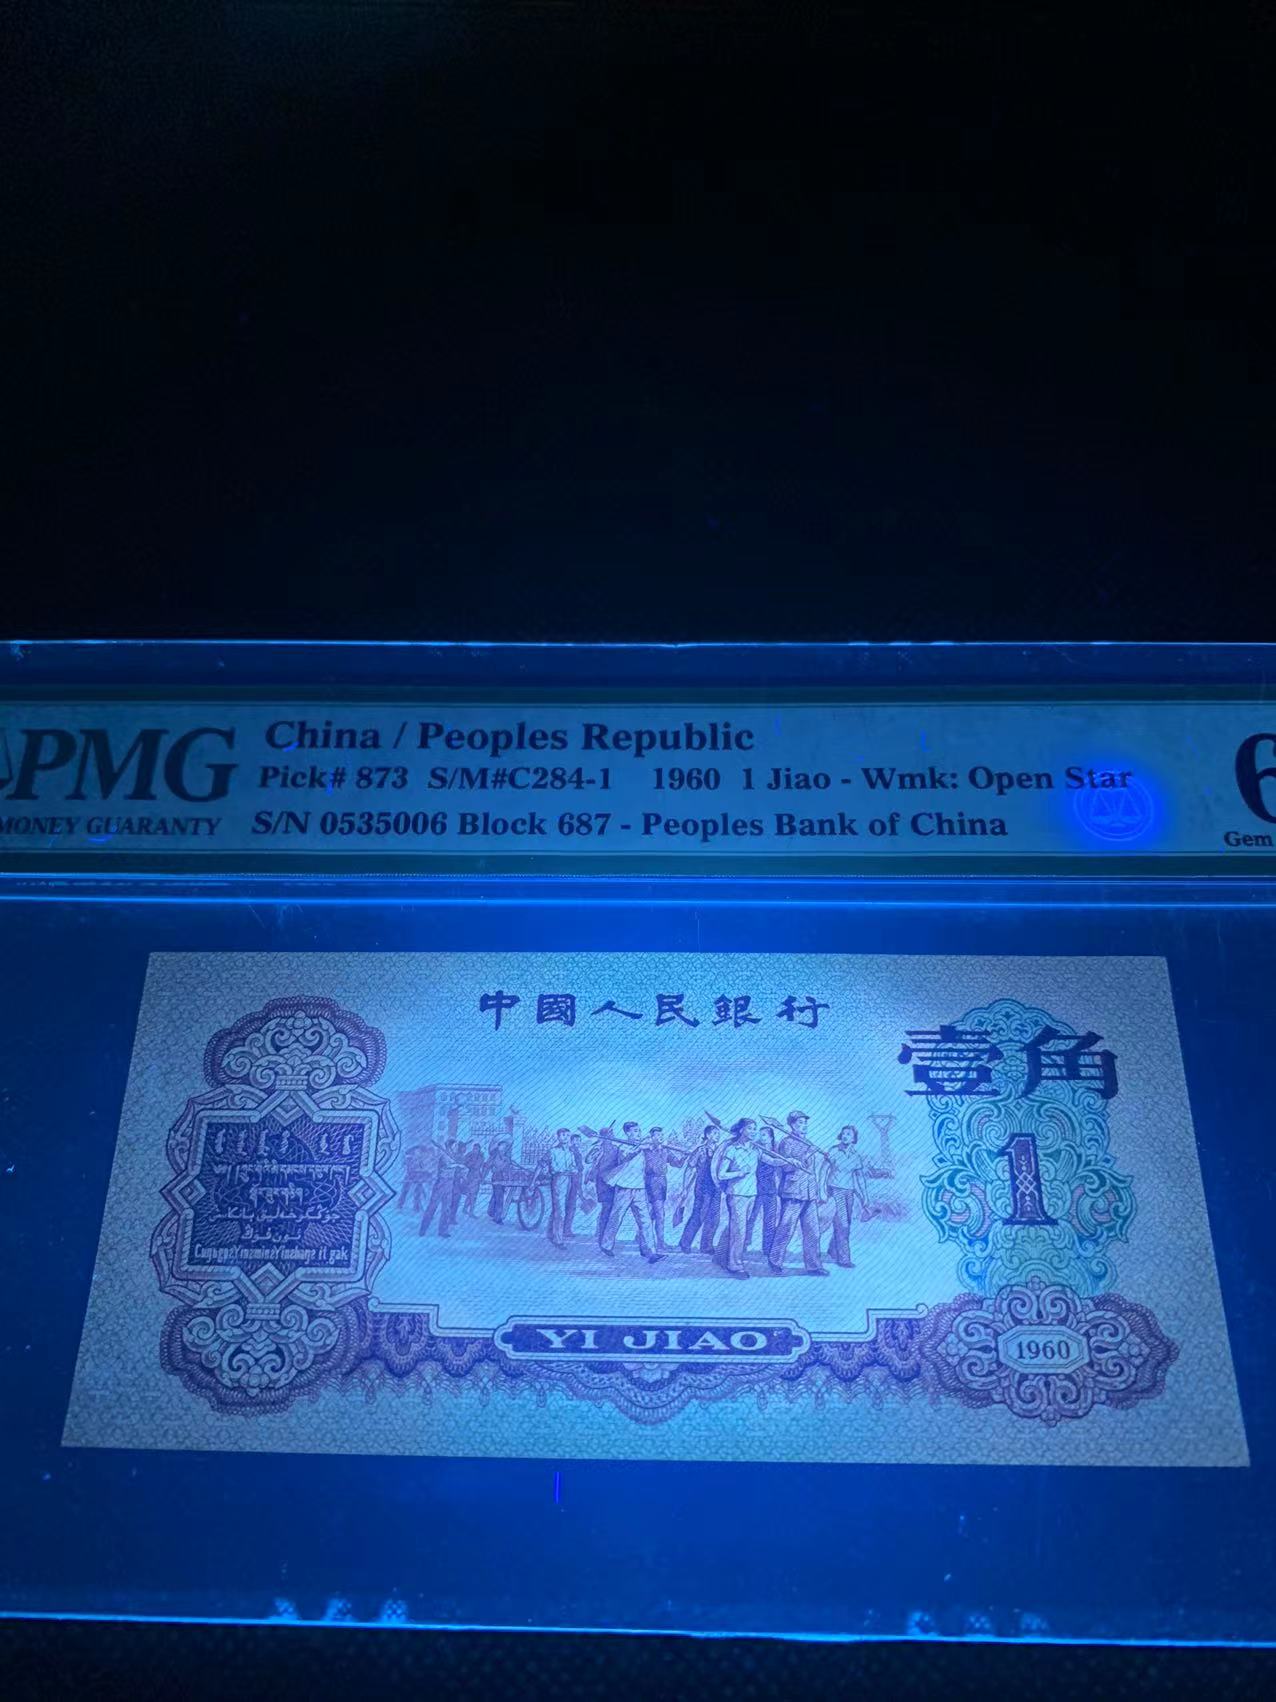 PMG
MONEY GUARANTY
China / Peoples Republic
Pick# 873 S/M#C284-1 1960 1 Jiao - Wmk: Open Star
S/N 0535006 Block 687 - Peoples Bank of China
6
Gem
中國人民銀行
壹角
1
YI JIAO
1960